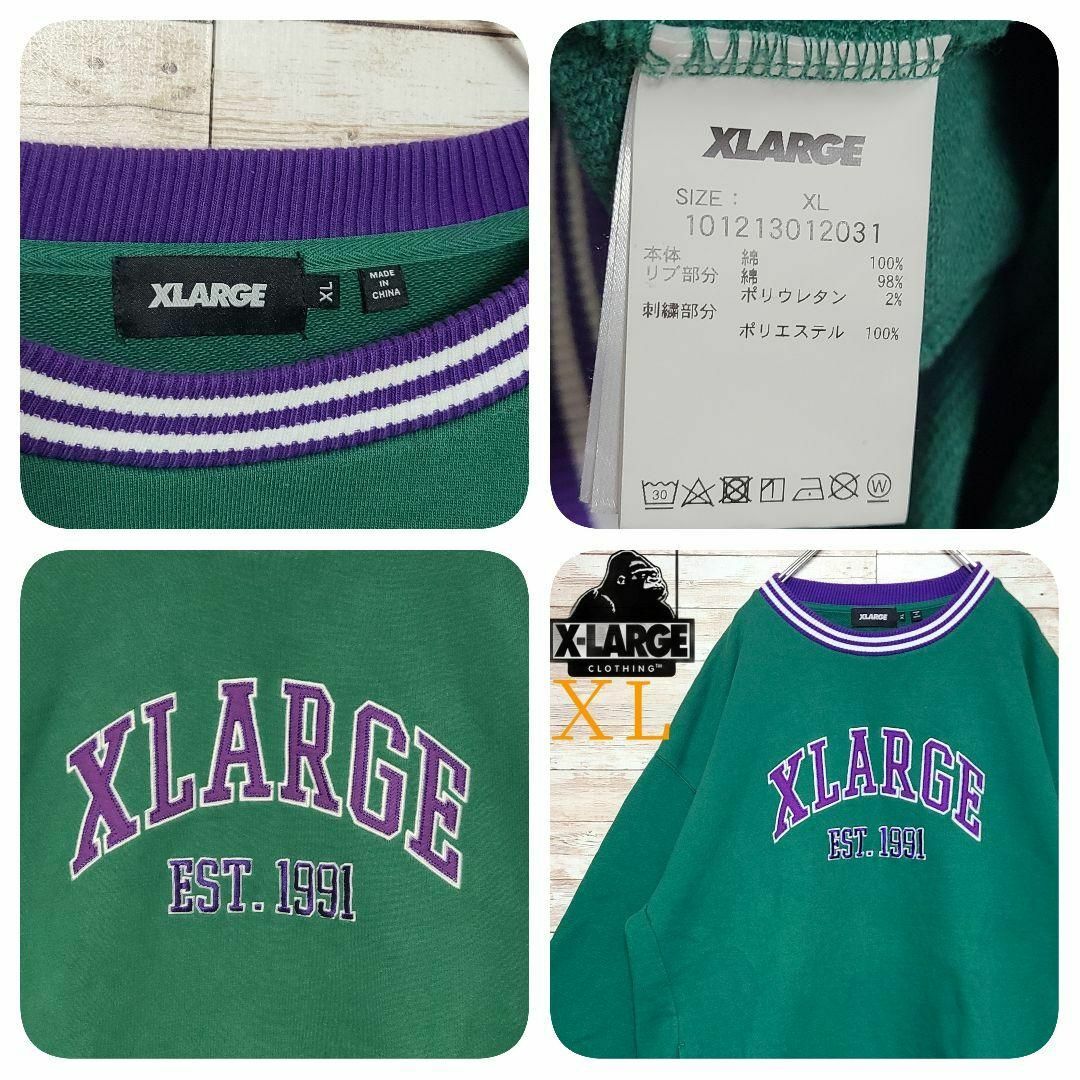 XLARGE
XL
MADE
IN
CHINA
XLARGE
SIZE : XL
101213012031
本体 綿 100%
リブ部分 綿 98%
ポリウレタン 2%
刺繍部分
ポリエステル 100%
30
W
XLARGE
EST. 1991
X-LARGE
CLOTHING™
XL
XLARGE
XL
XLARGE
EST. 1991